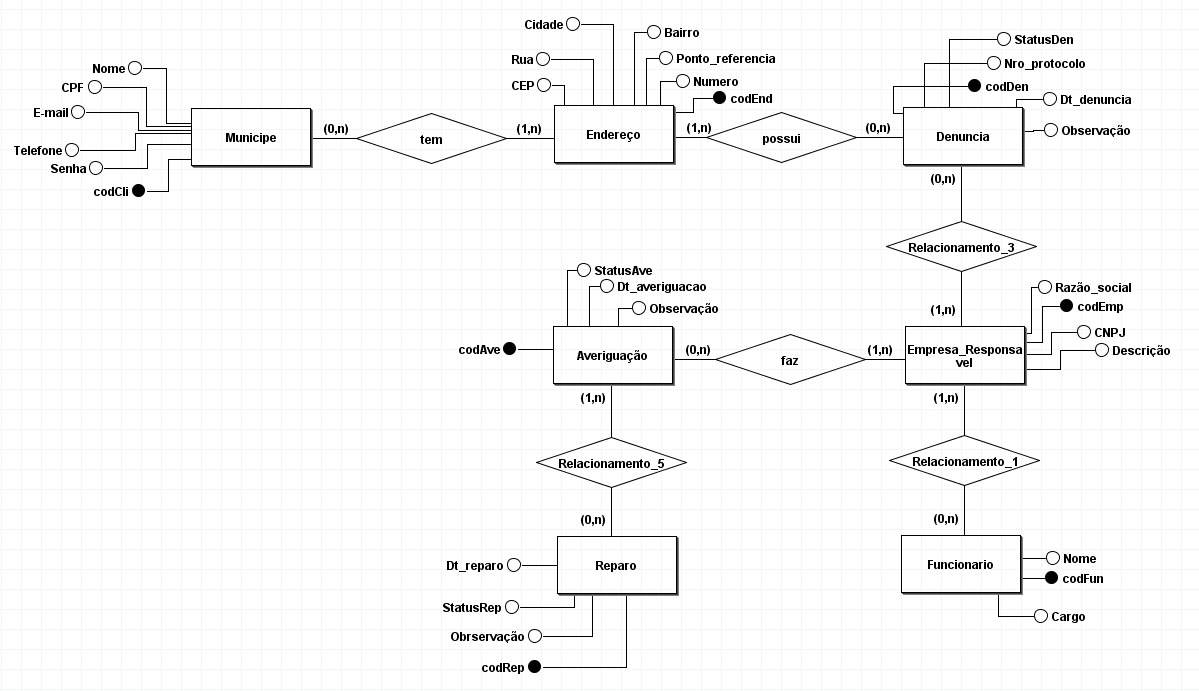 Cidade
Bairro
Rua
Ponto_referencia
CEP
Numero
codEnd
StatusDen
Nro_protocolo
codDen
Dt_denuncia
Observação
Nome
CPF
E-mail
Telefone
Senha
codCli
Municipe
(0,n)
tem
(1,n)
Endereço
(1,n)
possui
(0,n)
Denuncia
(0,n)
Relacionamento_3
(1,n)
StatusAve
Dt_averiguacao
Observação
codAve
Averiguação
(0,n)
faz
(1,n)
Empresa_Responsa
vel
Razão_social
codEmp
CNPJ
Descrição
(1,n)
Relacionamento_5
(0,n)
(1,n)
Relacionamento_1
(0,n)
Dt_reparo
Reparo
StatusRep
Obrservação
codRep
Funcionario
Nome
codFun
Cargo